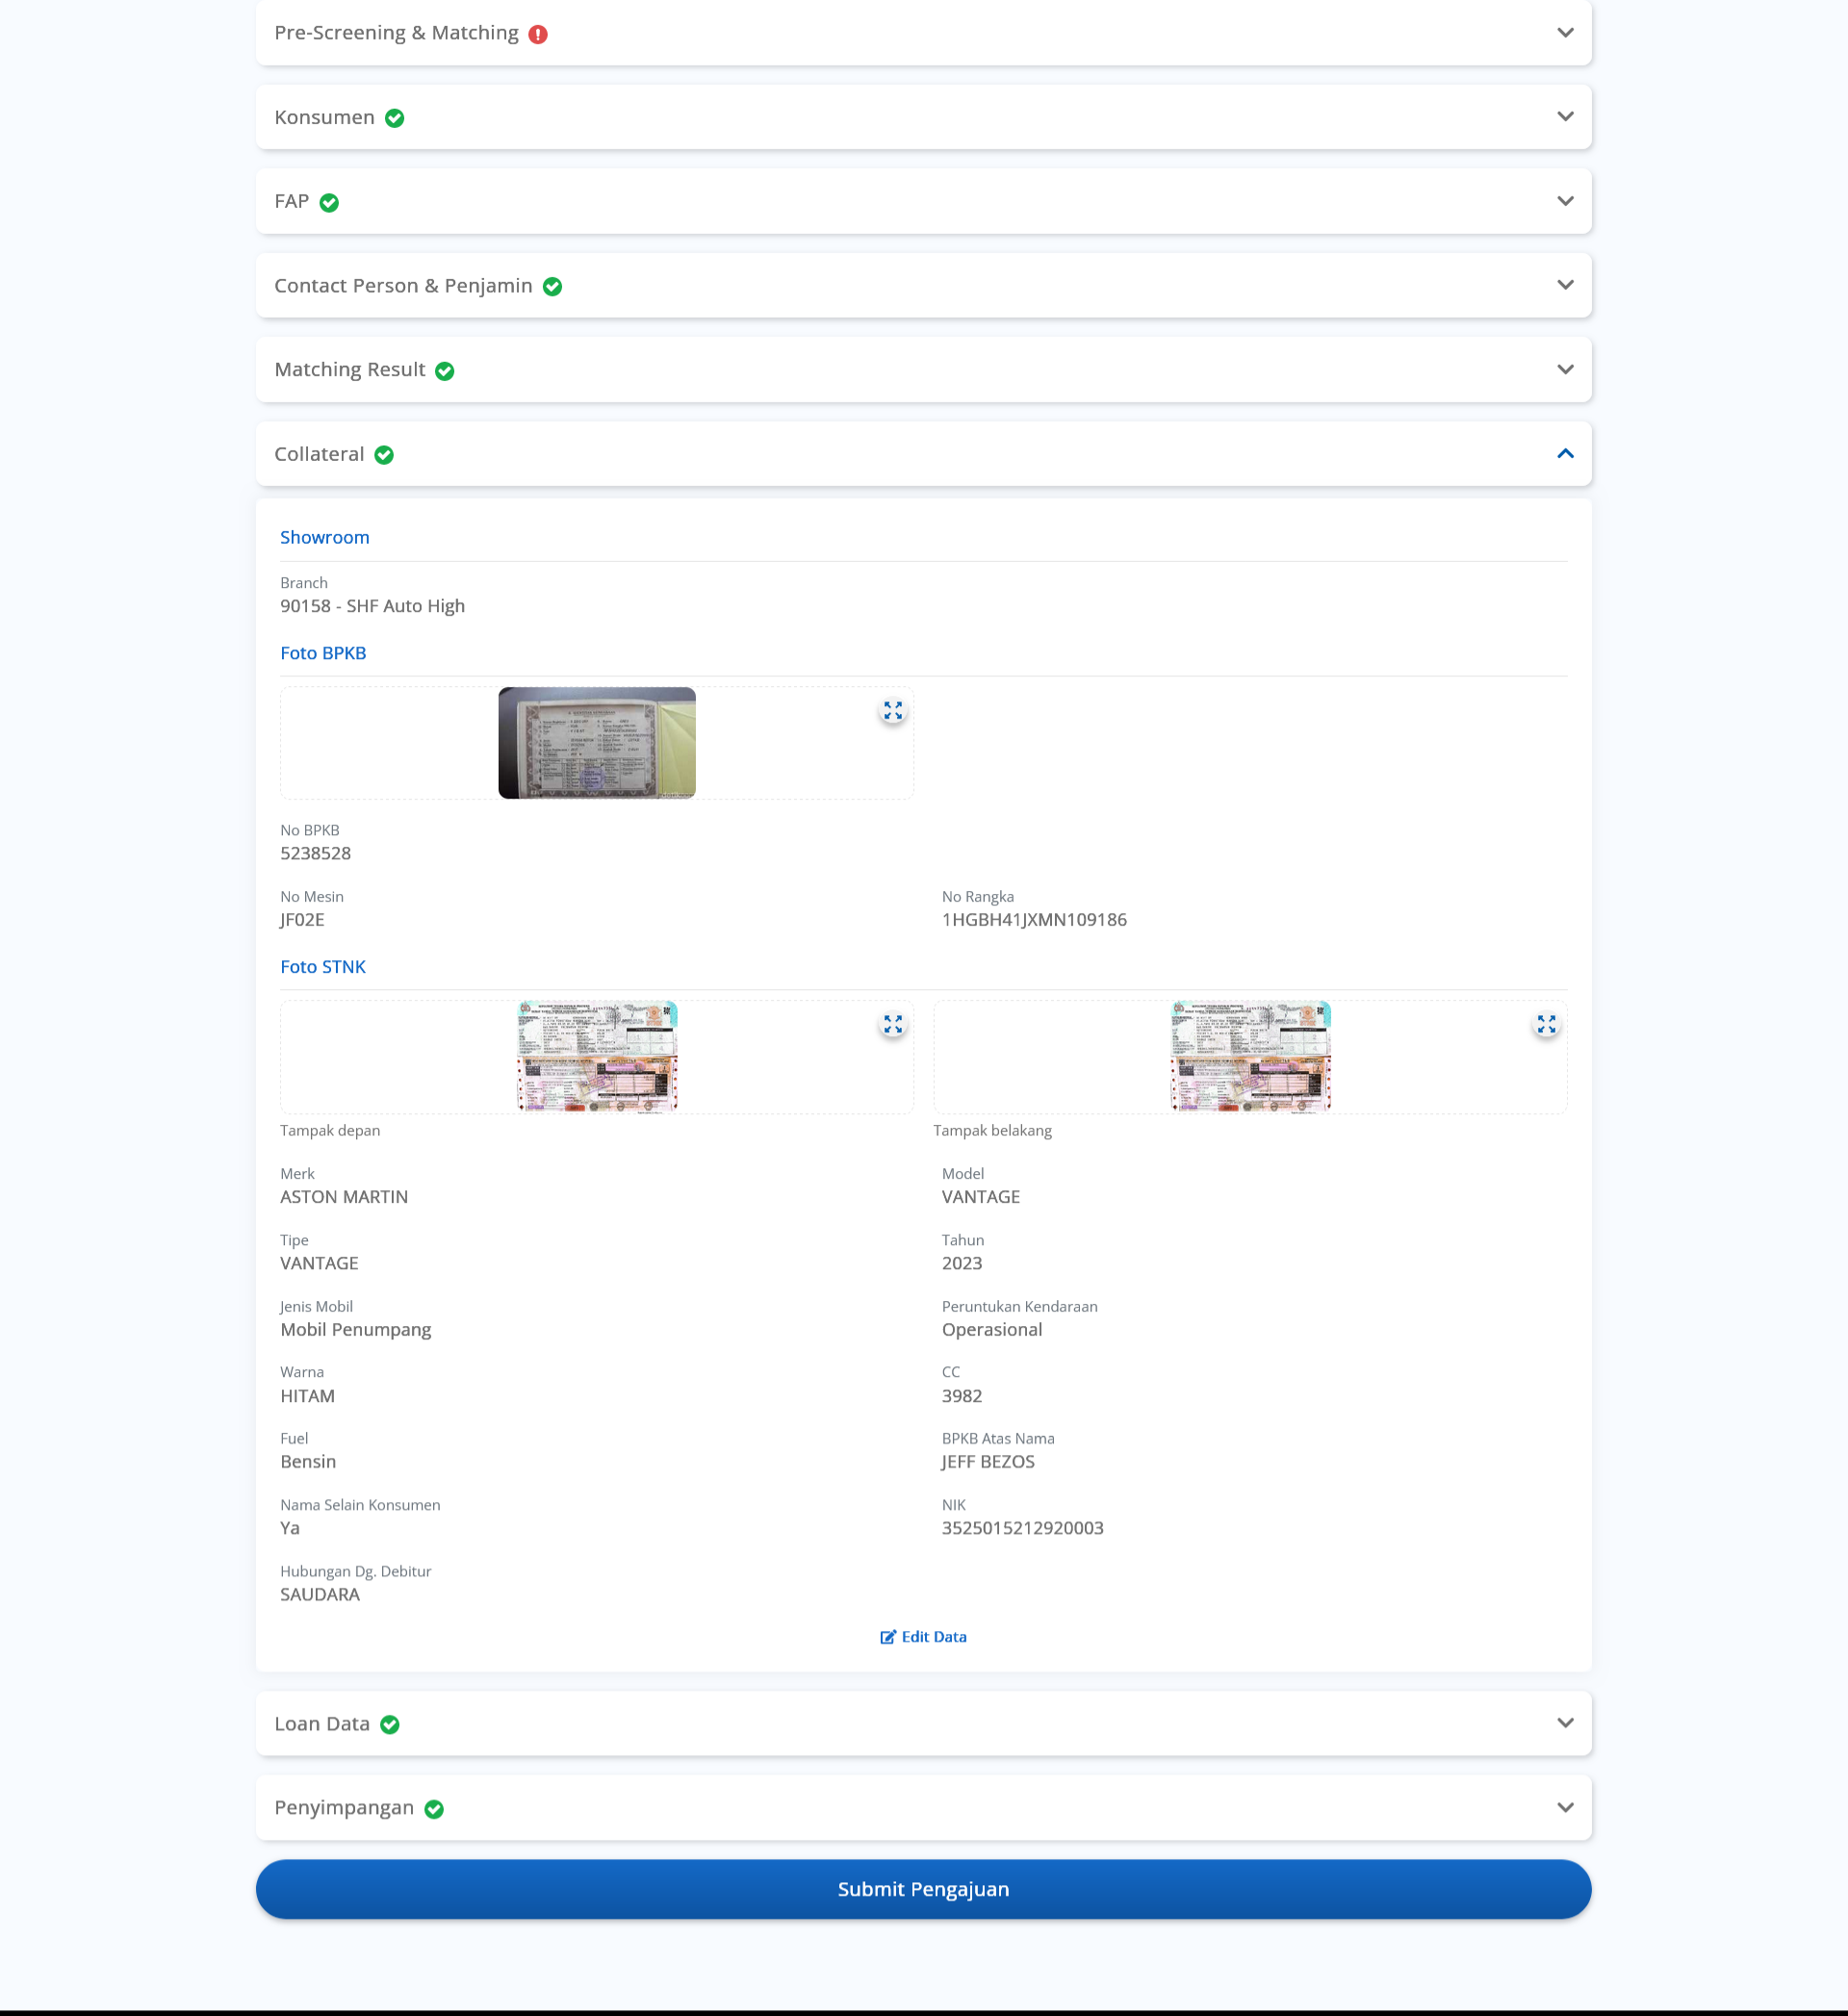 Pre-Screening & Matching
Konsumen
FAP
Contact Person & Penjamin
Matching Result
Collateral
Showroom
Branch
90158 - SHF Auto High
Foto BPKB
No BPKB
5238528
No Mesin
No Rangka
JF02E
1HGBH41JXMN109186
Foto STNK
Tampak depan
Tampak belakang
Merk
Model
ASTON MARTIN
VANTAGE
Tipe
Tahun
VANTAGE
2023
Jenis Mobil
Peruntukan Kendaraan
Mobil Penumpang
Operasional
Warna
CC
HITAM
3982
Fuel
BPKB Atas Nama
Bensin
JEFF BEZOS
Nama Selain Konsumen
NIK
Ya
3525015212920003
Hubungan Dg. Debitur
SAUDARA
Edit Data
Loan Data
Penyimpangan
Submit Pengajuan